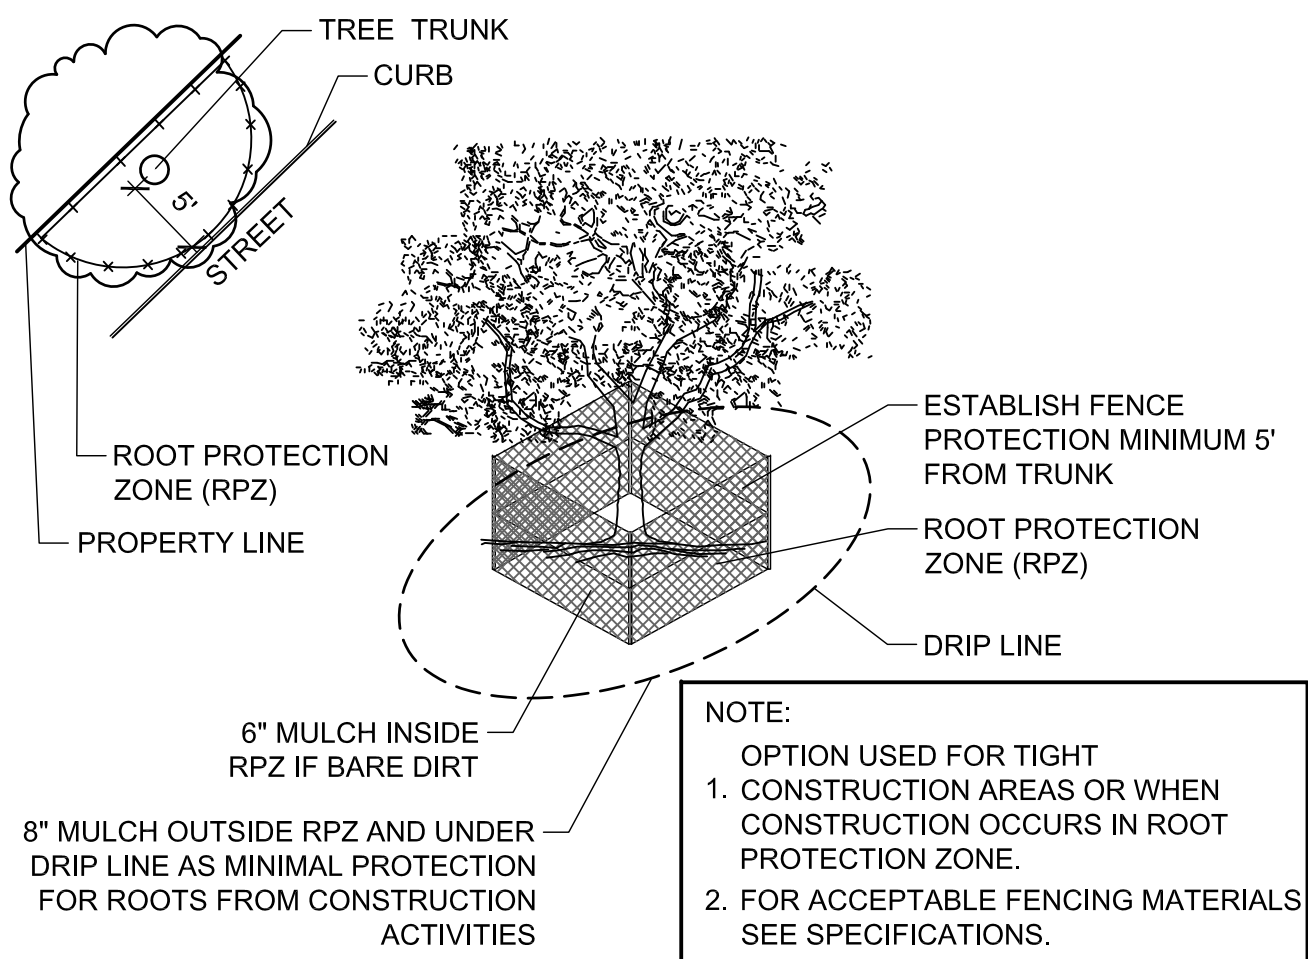 TREE TRUNK
CURB
5'
STREET
ROOT PROTECTION
ZONE (RPZ)
PROPERTY LINE
ESTABLISH FENCE
PROTECTION MINIMUM 5'
FROM TRUNK
ROOT PROTECTION
ZONE (RPZ)
DRIP LINE
6" MULCH INSIDE
RPZ IF BARE DIRT
8" MULCH OUTSIDE RPZ AND UNDER
DRIP LINE AS MINIMAL PROTECTION
FOR ROOTS FROM CONSTRUCTION
ACTIVITIES
NOTE:
OPTION USED FOR TIGHT
1. CONSTRUCTION AREAS OR WHEN
CONSTRUCTION OCCURS IN ROOT
PROTECTION ZONE.
2. FOR ACCEPTABLE FENCING MATERIALS
SEE SPECIFICATIONS.